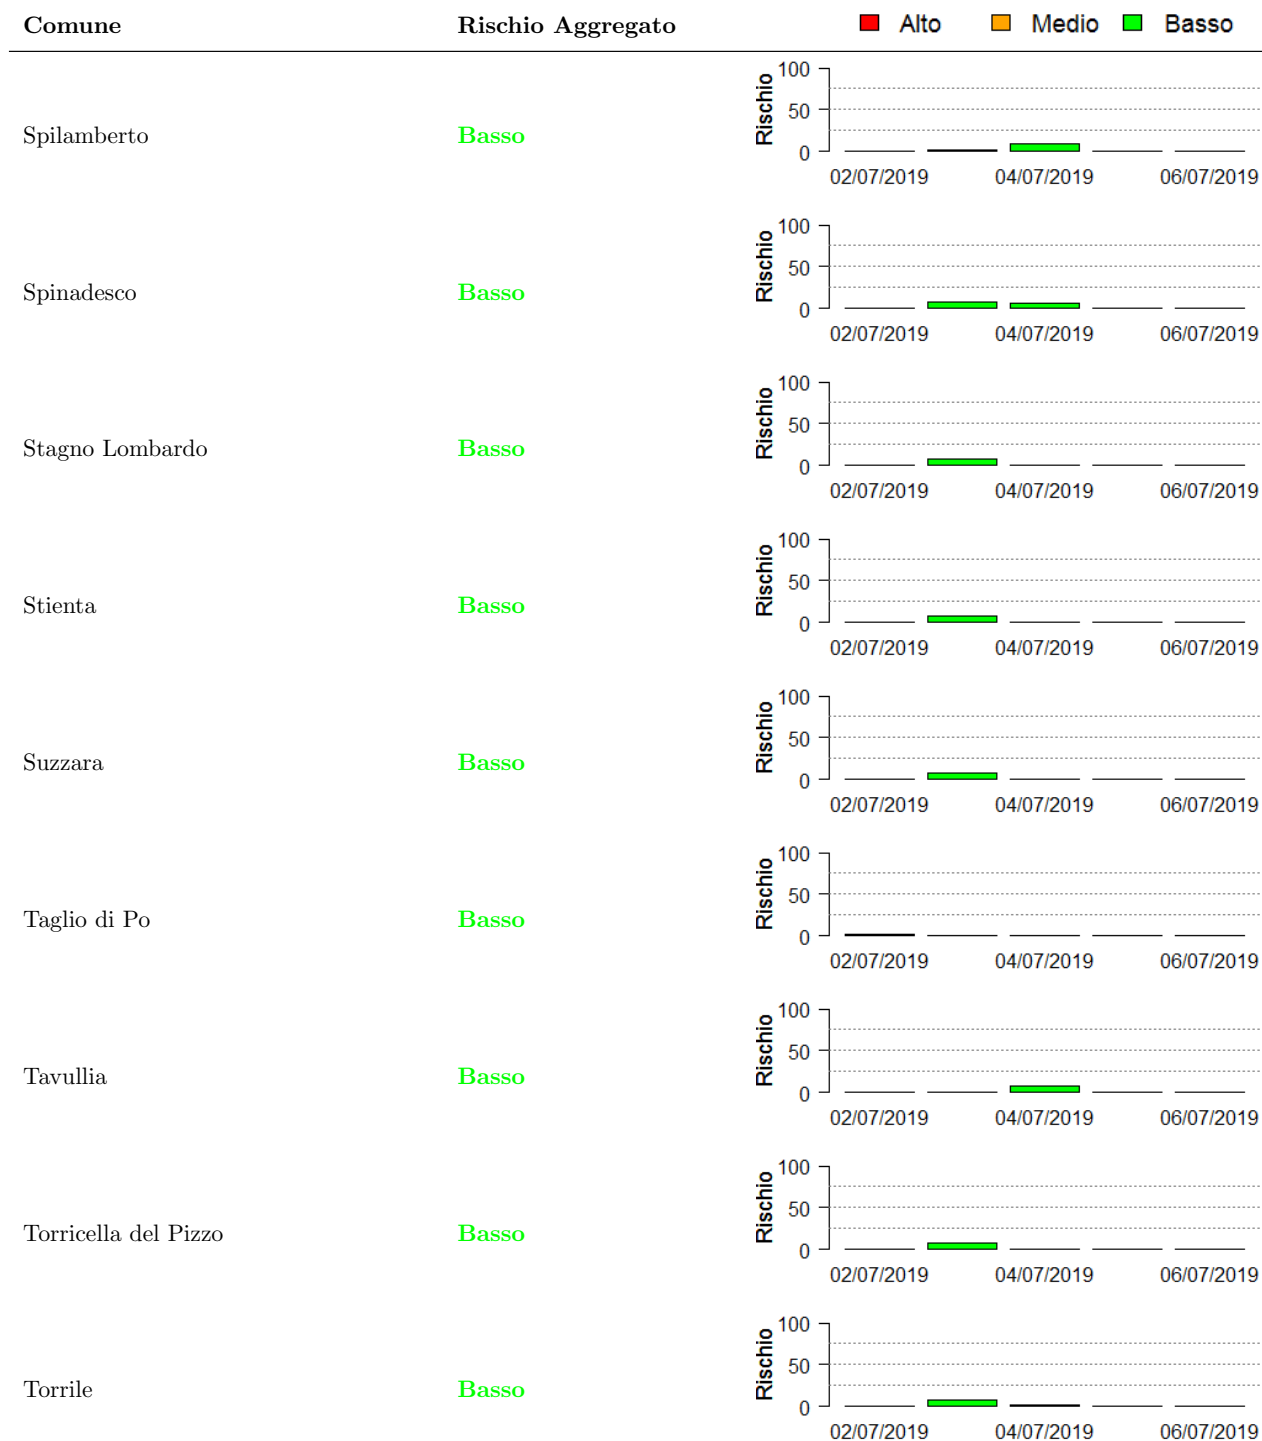 Comune Rischio Aggregato Alto Medio Basso
Spilamberto Basso Rischio 100 50 0
02/07/2019 04/07/2019 06/07/2019
Spinadesco Basso Rischio 100 50 0
02/07/2019 04/07/2019 06/07/2019
Stagno Lombardo Basso Rischio 100 50 0
02/07/2019 04/07/2019 06/07/2019
Stienta Basso Rischio 100 50 0
02/07/2019 04/07/2019 06/07/2019
Suzzara Basso Rischio 100 50 0
02/07/2019 04/07/2019 06/07/2019
Taglio di Po Basso Rischio 100 50 0
02/07/2019 04/07/2019 06/07/2019
Tavullia Basso Rischio 100 50 0
02/07/2019 04/07/2019 06/07/2019
Torricella del Pizzo Basso Rischio 100 50 0
02/07/2019 04/07/2019 06/07/2019
Torrile Basso Rischio 100 50 0
02/07/2019 04/07/2019 06/07/2019